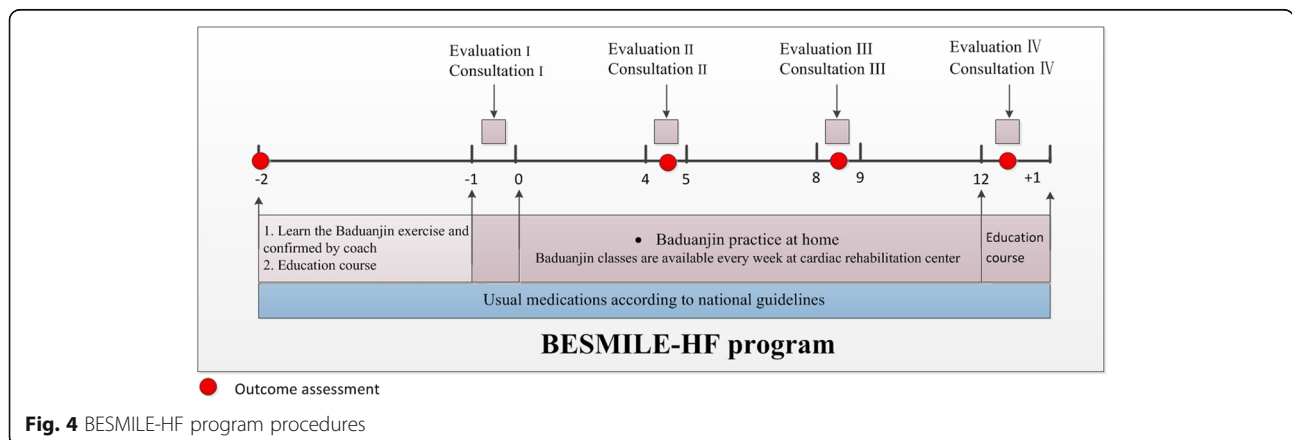 Evaluation I
Consultation I
Evaluation II
Consultation II
Evaluation III
Consultation III
Evaluation Ⅳ
Consultation Ⅳ
-2
-1
0
4
5
8
9
12
+1
1. Learn the Baduanjin exercise and
confirmed by coach
2. Education course
• Baduanjin practice at home
Baduanjin classes are available every week at cardiac rehabilitation center
Education
course
Usual medications according to national guidelines
BESMILE-HF program
Outcome assessment
Fig. 4 BESMILE-HF program procedures